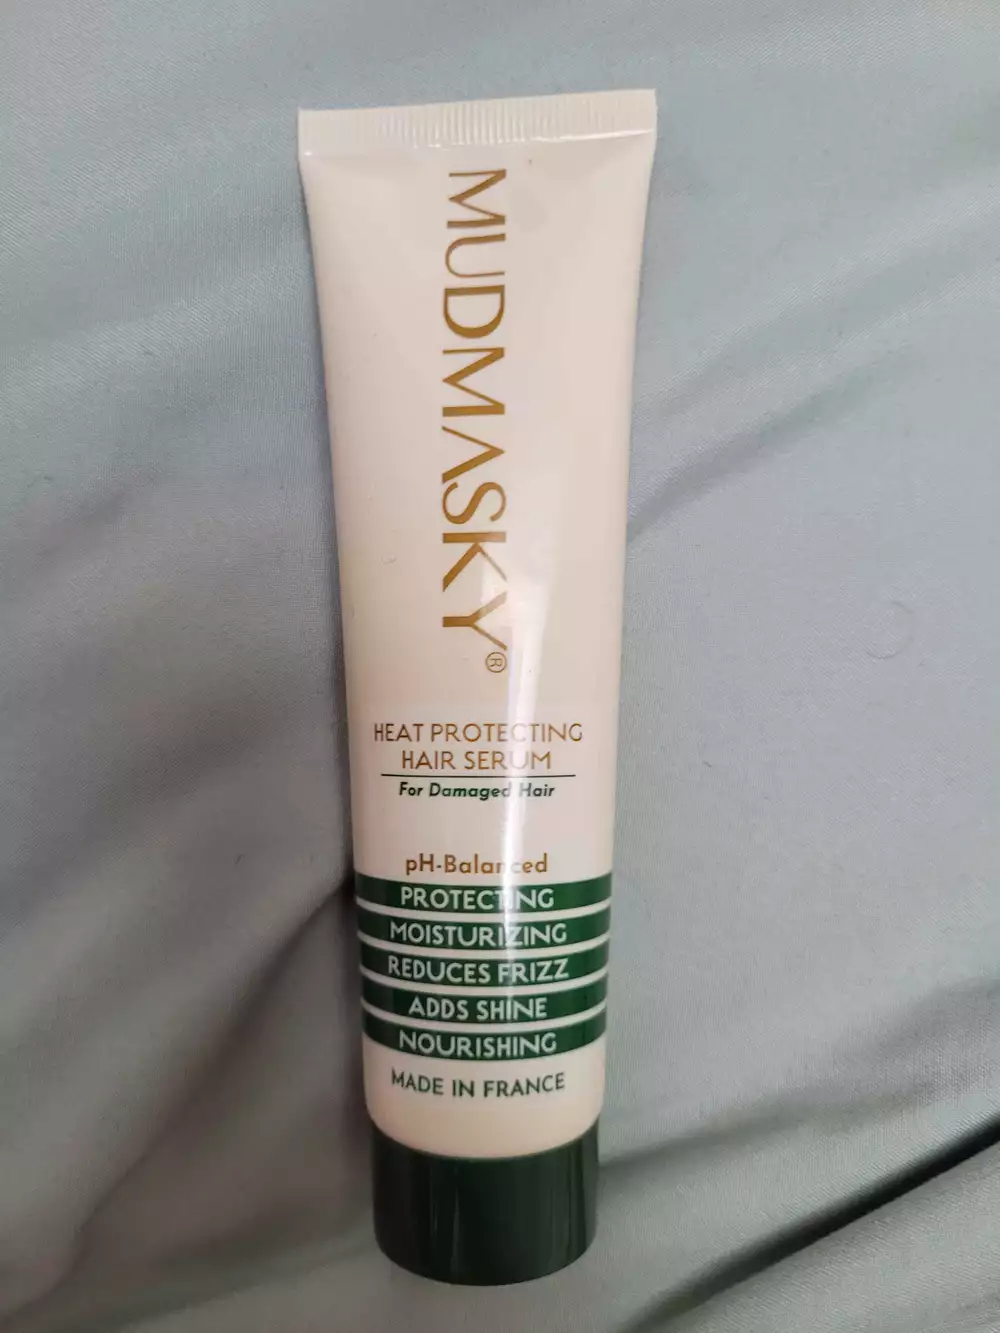 MUDMASKY®
HEAT PROTECTING
HAIR SERUM
For Damaged Hair
pH-Balanced
PROTECTING
MOISTURIZING
REDUCES FRIZZ
ADDS SHINE
NOURISHING
MADE IN FRANCE